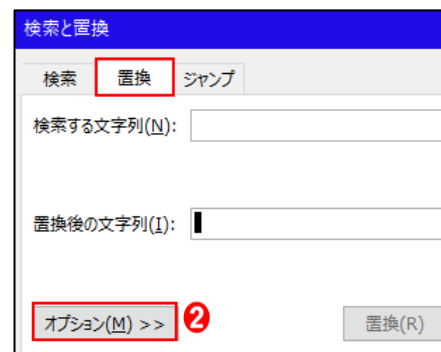 検索と置換
検索 置換 ジャンプ
検索する文字列(N):
置換後の文字列(I):
オプション(M) >> ❷ 置換(R)